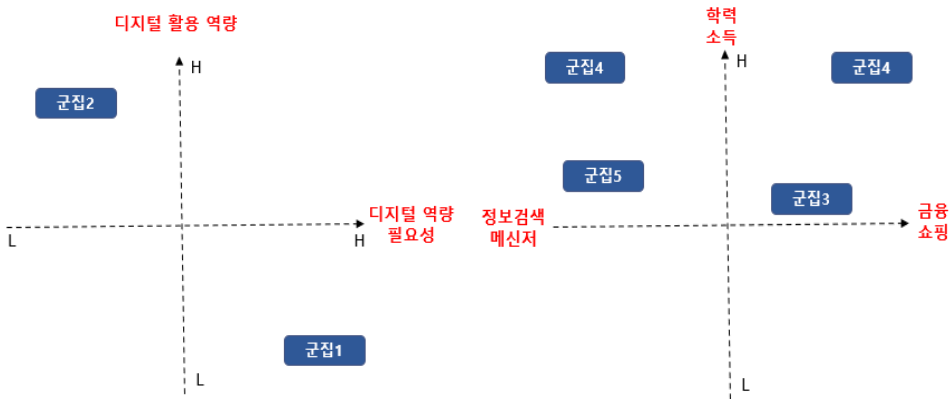 디지털 활용 역량
H
군집2
디지털 역량
필요성
L
H
군집1
L
학력
소득
H
군집4
군집4
군집5
군집3
정보검색
메신저
금융
쇼핑
L